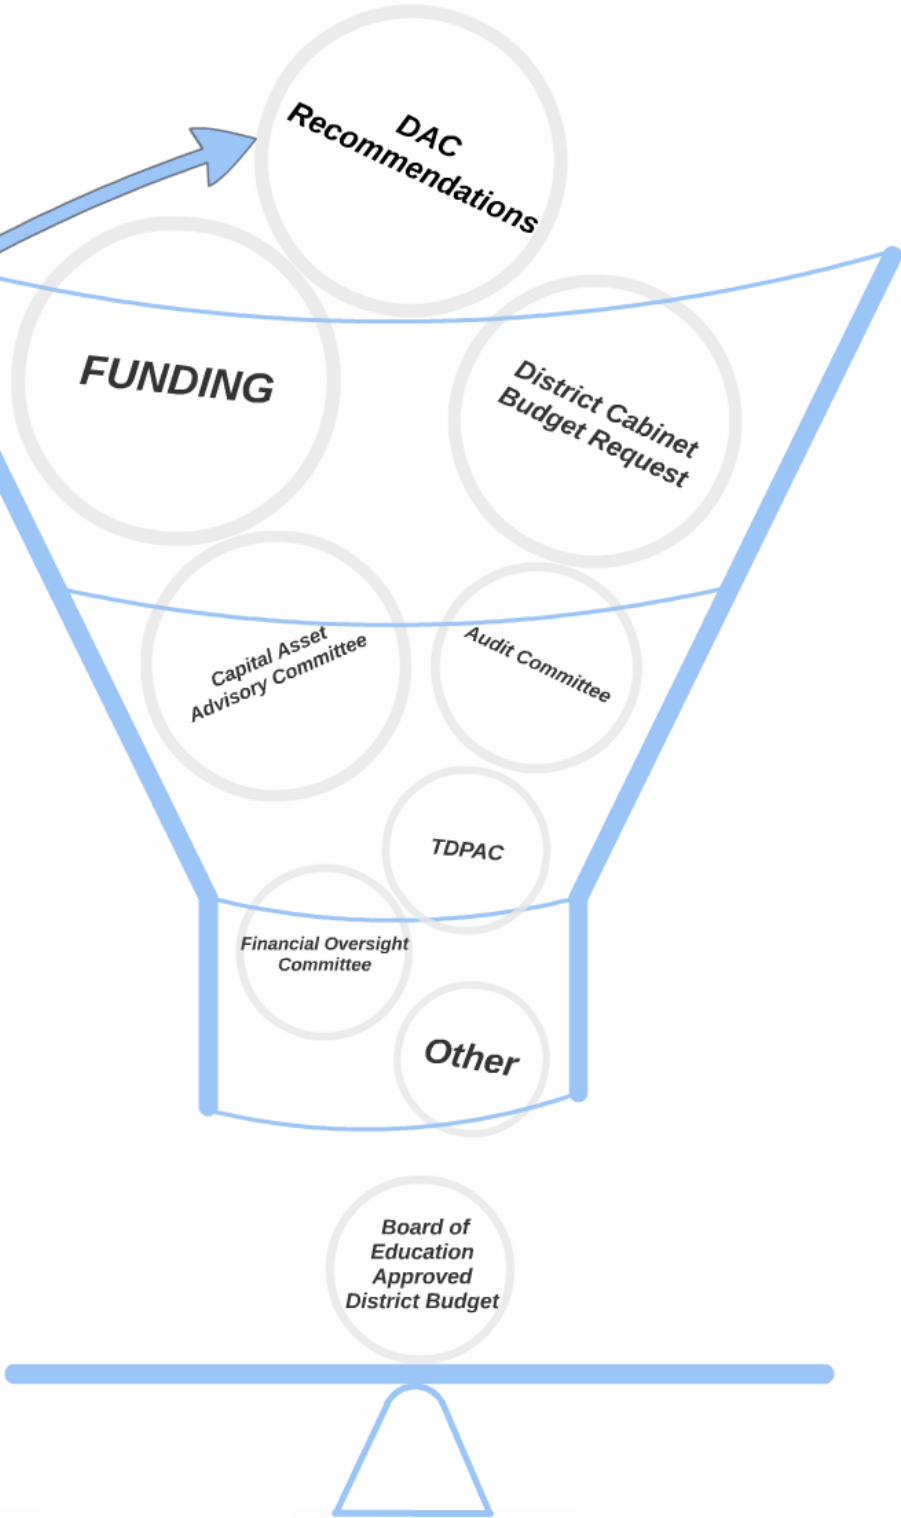 DAC
Recommendations
FUNDING
District Cabinet
Budget Request
Capital Asset
Advisory Committee
Audit Committee
TDPAC
Financial Oversight
Committee
Other
Board of
Education
Approved
District Budget